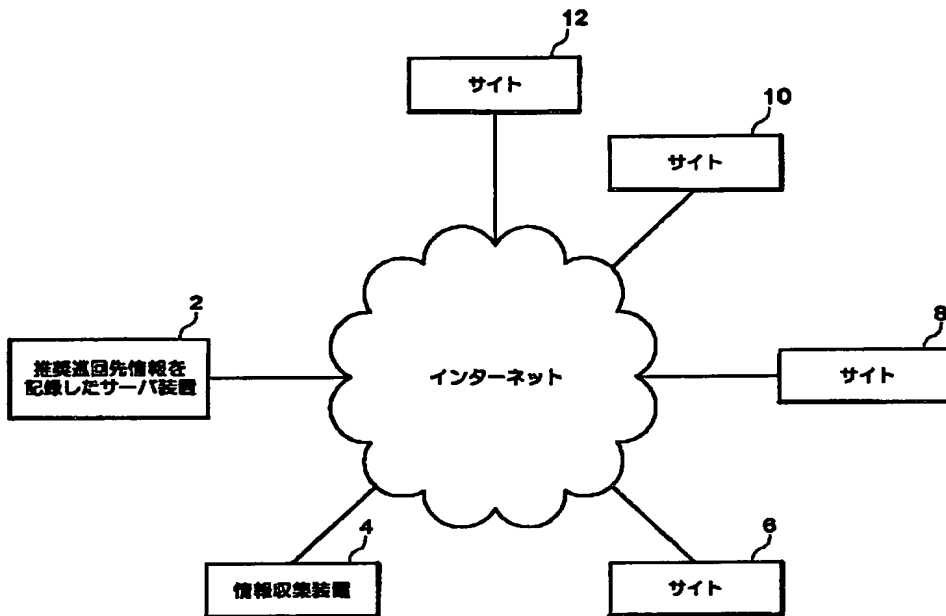 12
サイト
10
サイト
2
推奨巡回先情報を
記録したサーバ装置
インターネット
8
サイト
4
情報収集装置
6
サイト